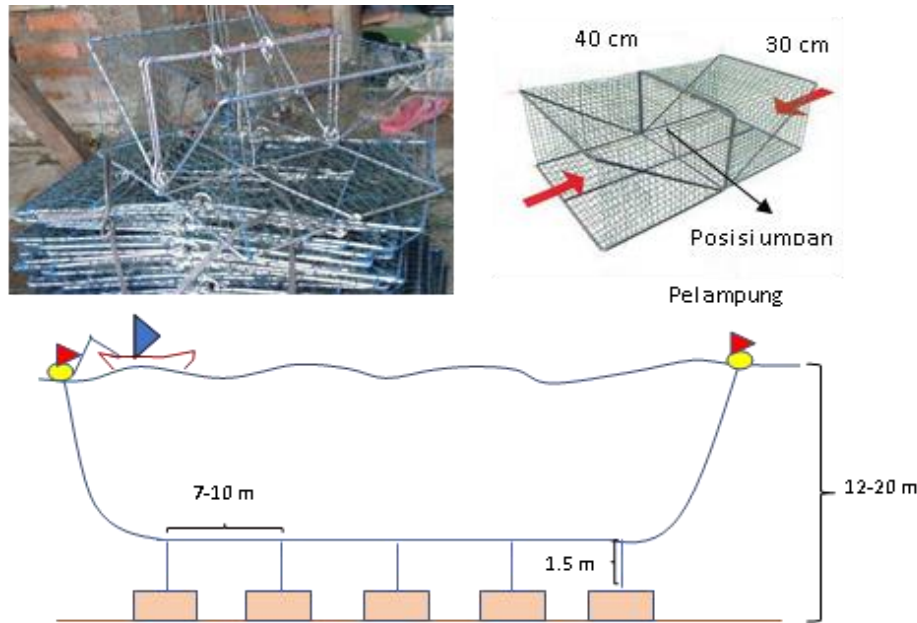 40 cm
30 cm
Posisi umpan
Pelampung
7-10 m
12-20 m
1.5 m